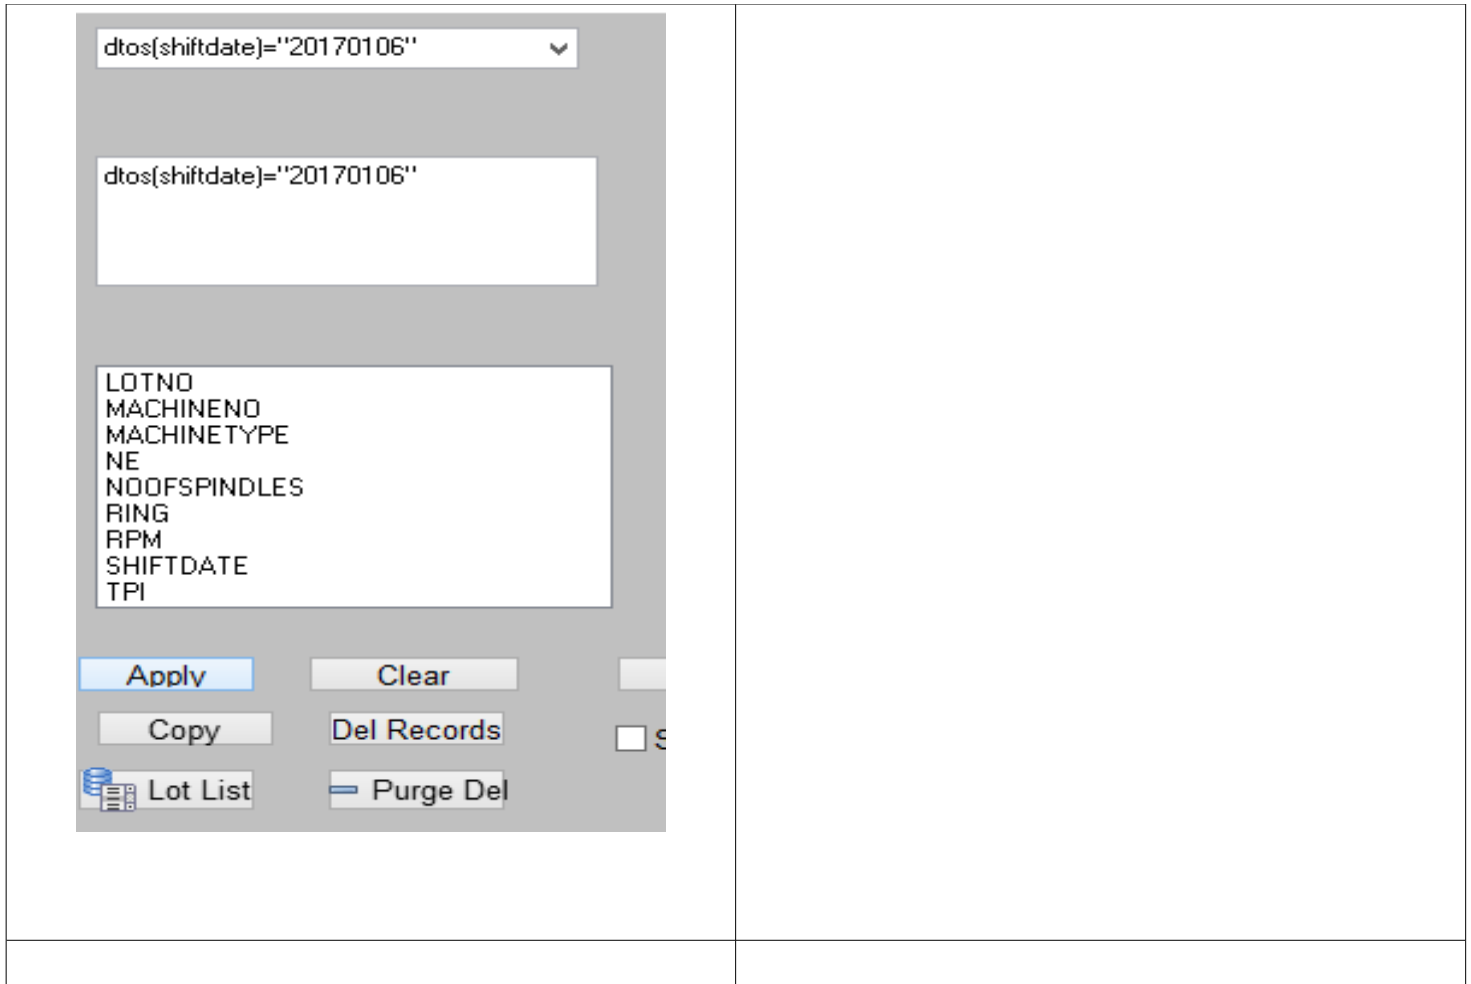 dtos(shiftdate)="20170106"
dtos(shiftdate)="20170106"
LOTNO
MACHINENO
MACHINETYPE
NE
NOOFSPINDLES
RING
RPM
SHIFTDATE
TPI
Apply Clear
Copy Del Records
S
Lot List Purge Del